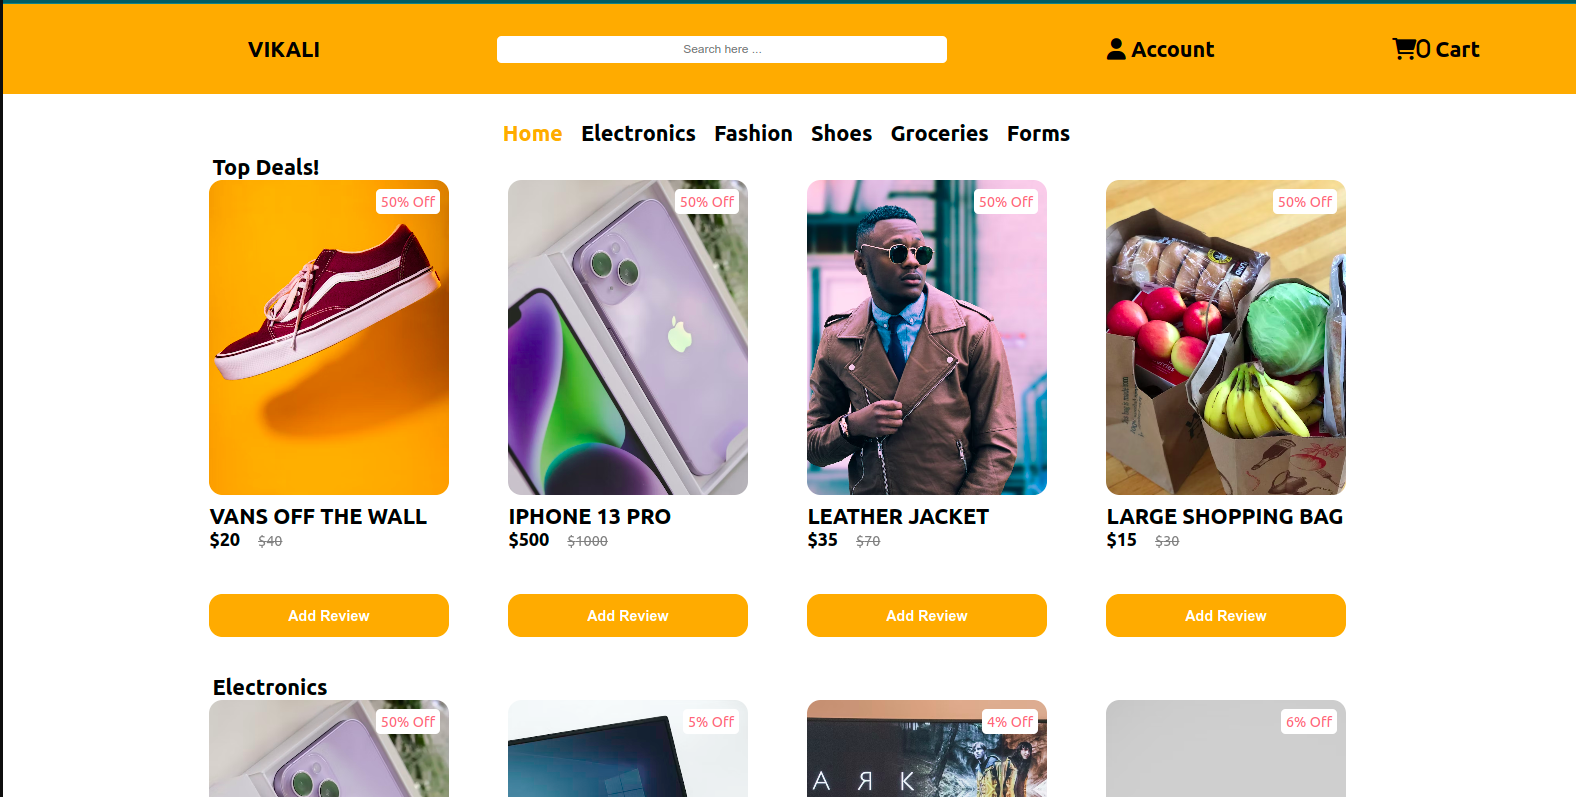 VIKALI
Search here ...
Account
0 Cart
Home Electronics Fashion Shoes Groceries Forms
Top Deals!
50% Off
50% Off
50% Off
50% Off
VANS OFF THE WALL
$20 $40
IPHONE 13 PRO
$500 $1000
LEATHER JACKET
$35 $70
LARGE SHOPPING BAG
$15 $30
Add Review
Add Review
Add Review
Add Review
Electronics
50% Off
5% Off
4% Off
6% Off
A Я K